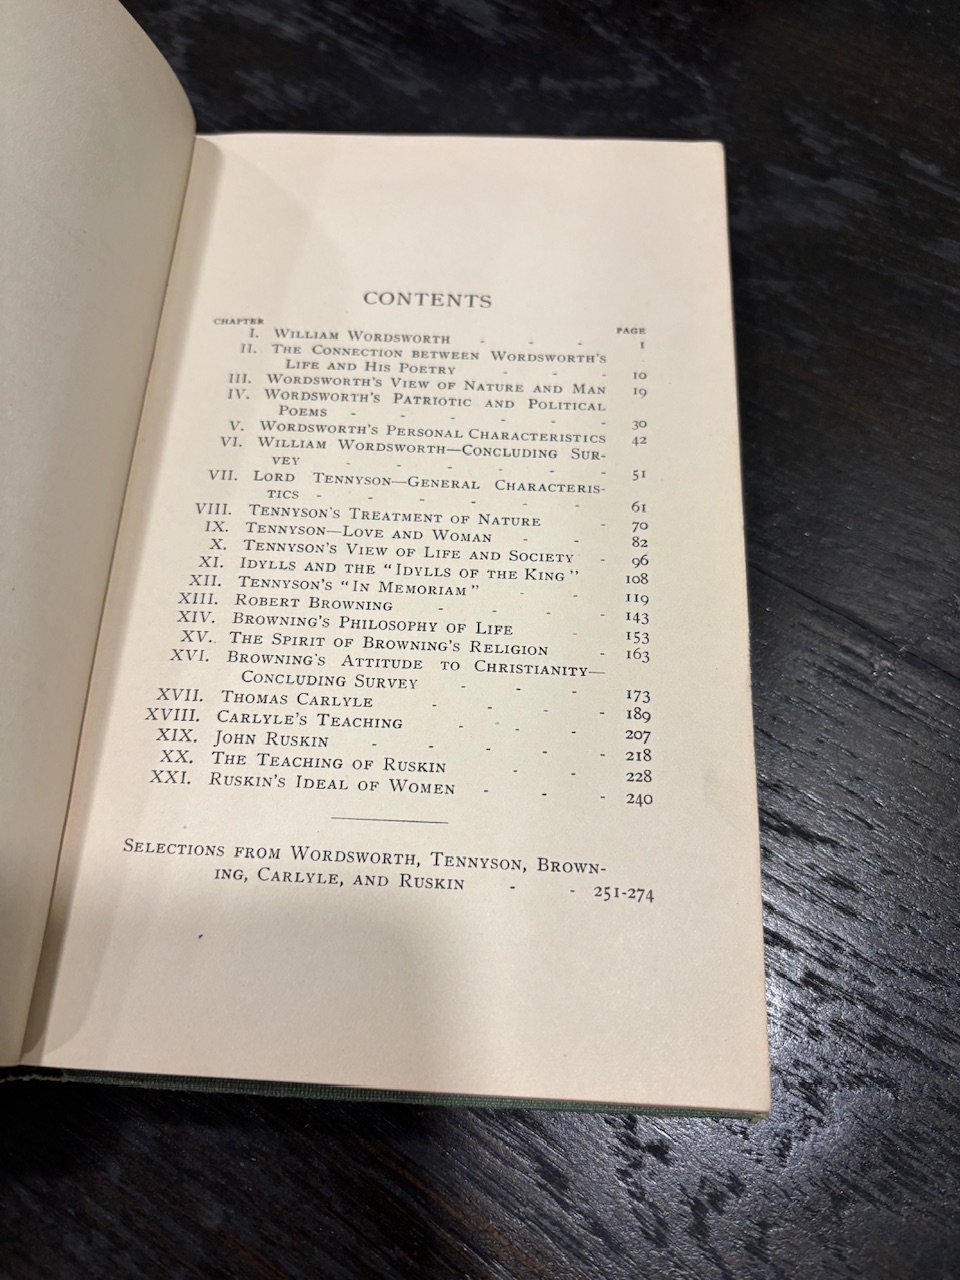 CONTENTS
CHAPTER PAGE
I. WILLIAM WORDSWORTH - - - 1
II. THE CONNECTION BETWEEN WORDSWORTH'S
LIFE AND HIS POETRY - - - 10
III. WORDSWORTH'S VIEW OF NATURE AND MAN 19
IV. WORDSWORTH'S PATRIOTIC AND POLITICAL
POEMS - - - - - - 30
V. WORDSWORTH'S PERSONAL CHARACTERISTICS 42
VI. WILLIAM WORDSWORTH—CONCLUDING SUR-
VEY - - - - - - 51
VII. LORD TENNYSON—GENERAL CHARACTERIS-
TICS - - - - - - 61
VIII. TENNYSON'S TREATMENT OF NATURE - 70
IX. TENNYSON—LOVE AND WOMAN - - 82
X. TENNYSON'S VIEW OF LIFE AND SOCIETY - 96
XI. IDYLLS AND THE "IDYLLS OF THE KING" 108
XII. TENNYSON'S "IN MEMORIAM" - - 119
XIII. ROBERT BROWNING - - - - 143
XIV. BROWNING'S PHILOSOPHY OF LIFE - 153
XV. THE SPIRIT OF BROWNING'S RELIGION - 163
XVI. BROWNING'S ATTITUDE TO CHRISTIANITY—
CONCLUDING SURVEY - - - 173
XVII. THOMAS CARLYLE - - - - 189
XVIII. CARLYLE'S TEACHING - - - 207
XIX. JOHN RUSKIN - - - - - 218
XX. THE TEACHING OF RUSKIN - - - 228
XXI. RUSKIN'S IDEAL OF WOMEN - - - 240
SELECTIONS FROM WORDSWORTH, TENNYSON, BROWN-
ING, CARLYLE, AND RUSKIN - - 251-274